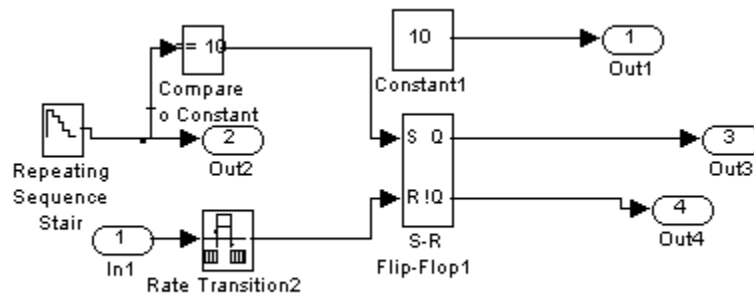 == 10
Compare
To Constant
10
Constant1
1
Out1
Repeating
Sequence
Stair
2
Out2
S Q
R !Q
S-R
Flip-Flop1
3
Out3
4
Out4
1
In1
Rate Transition2